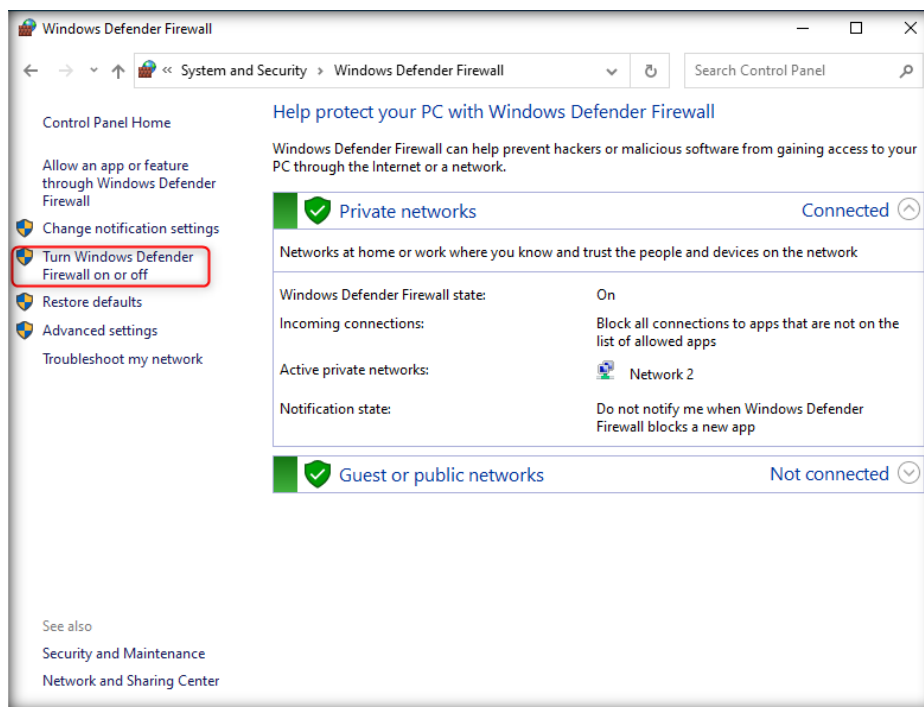 Windows Defender Firewall
« System and Security › Windows Defender Firewall
Search Control Panel
Control Panel Home
Allow an app or feature
through Windows Defender
Firewall
Change notification settings
Turn Windows Defender
Firewall on or off
Restore defaults
Advanced settings
Troubleshoot my network
Help protect your PC with Windows Defender Firewall
Windows Defender Firewall can help prevent hackers or malicious software from gaining access to your
PC through the Internet or a network.
Private networks Connected
Networks at home or work where you know and trust the people and devices on the network
Windows Defender Firewall state: On
Incoming connections: Block all connections to apps that are not on the
list of allowed apps
Active private networks: Network 2
Notification state: Do not notify me when Windows Defender
Firewall blocks a new app
Guest or public networks Not connected
See also
Security and Maintenance
Network and Sharing Center